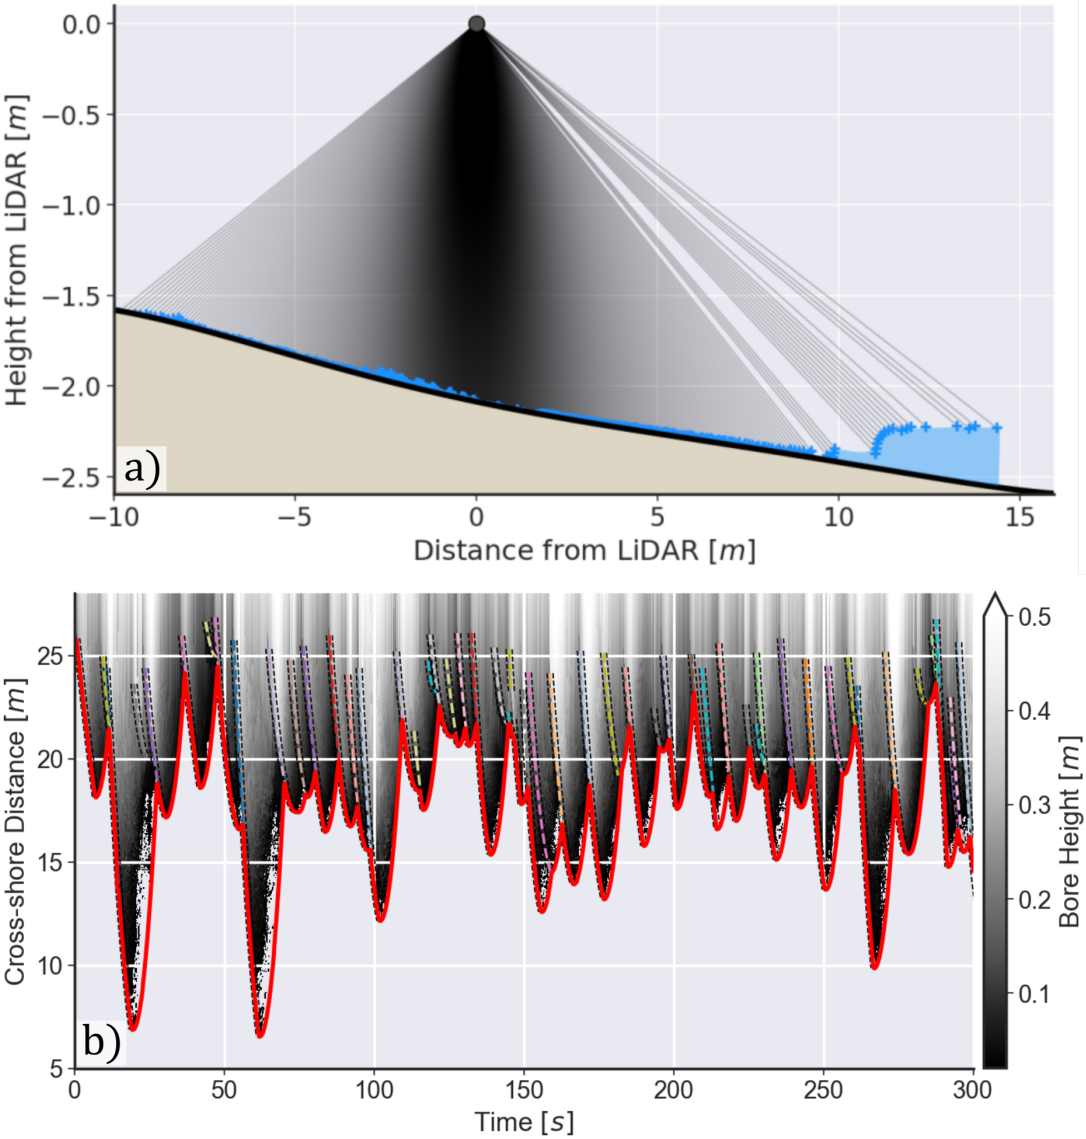 0.0
−0.5
−1.0
−1.5
−2.0
−2.5
Height from LiDAR [m]
a)
−10 −5 0 5 10 15
Distance from LiDAR [m]
25
20
15
10
5
Cross-shore Distance [m]
b)
0 50 100 150 200 250 300
Time [s]
0.5
0.4
0.3
0.2
0.1
Bore Height [m]